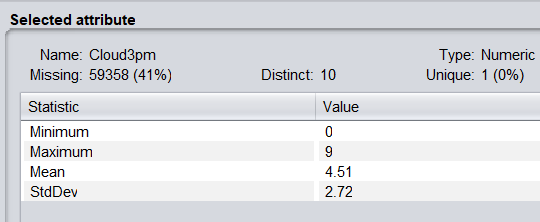 Selected attribute
Name: Cloud3pm Type: Numeric
Missing: 59358 (41%) Distinct: 10 Unique: 1 (0%)
Statistic Value
Minimum 0
Maximum 9
Mean 4.51
StdDev 2.72